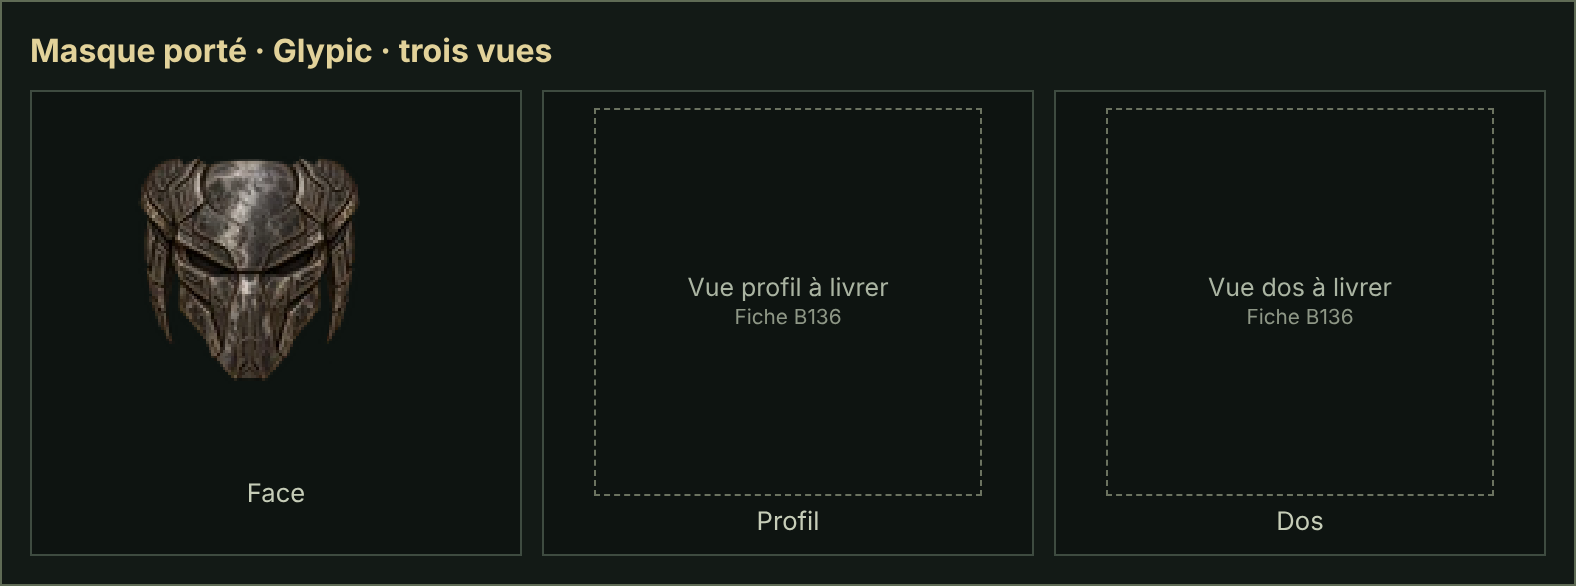 Masque porté · Glypic · trois vues
Face
Vue profil à livrer
Fiche B136
Profil
Vue dos à livrer
Fiche B136
Dos